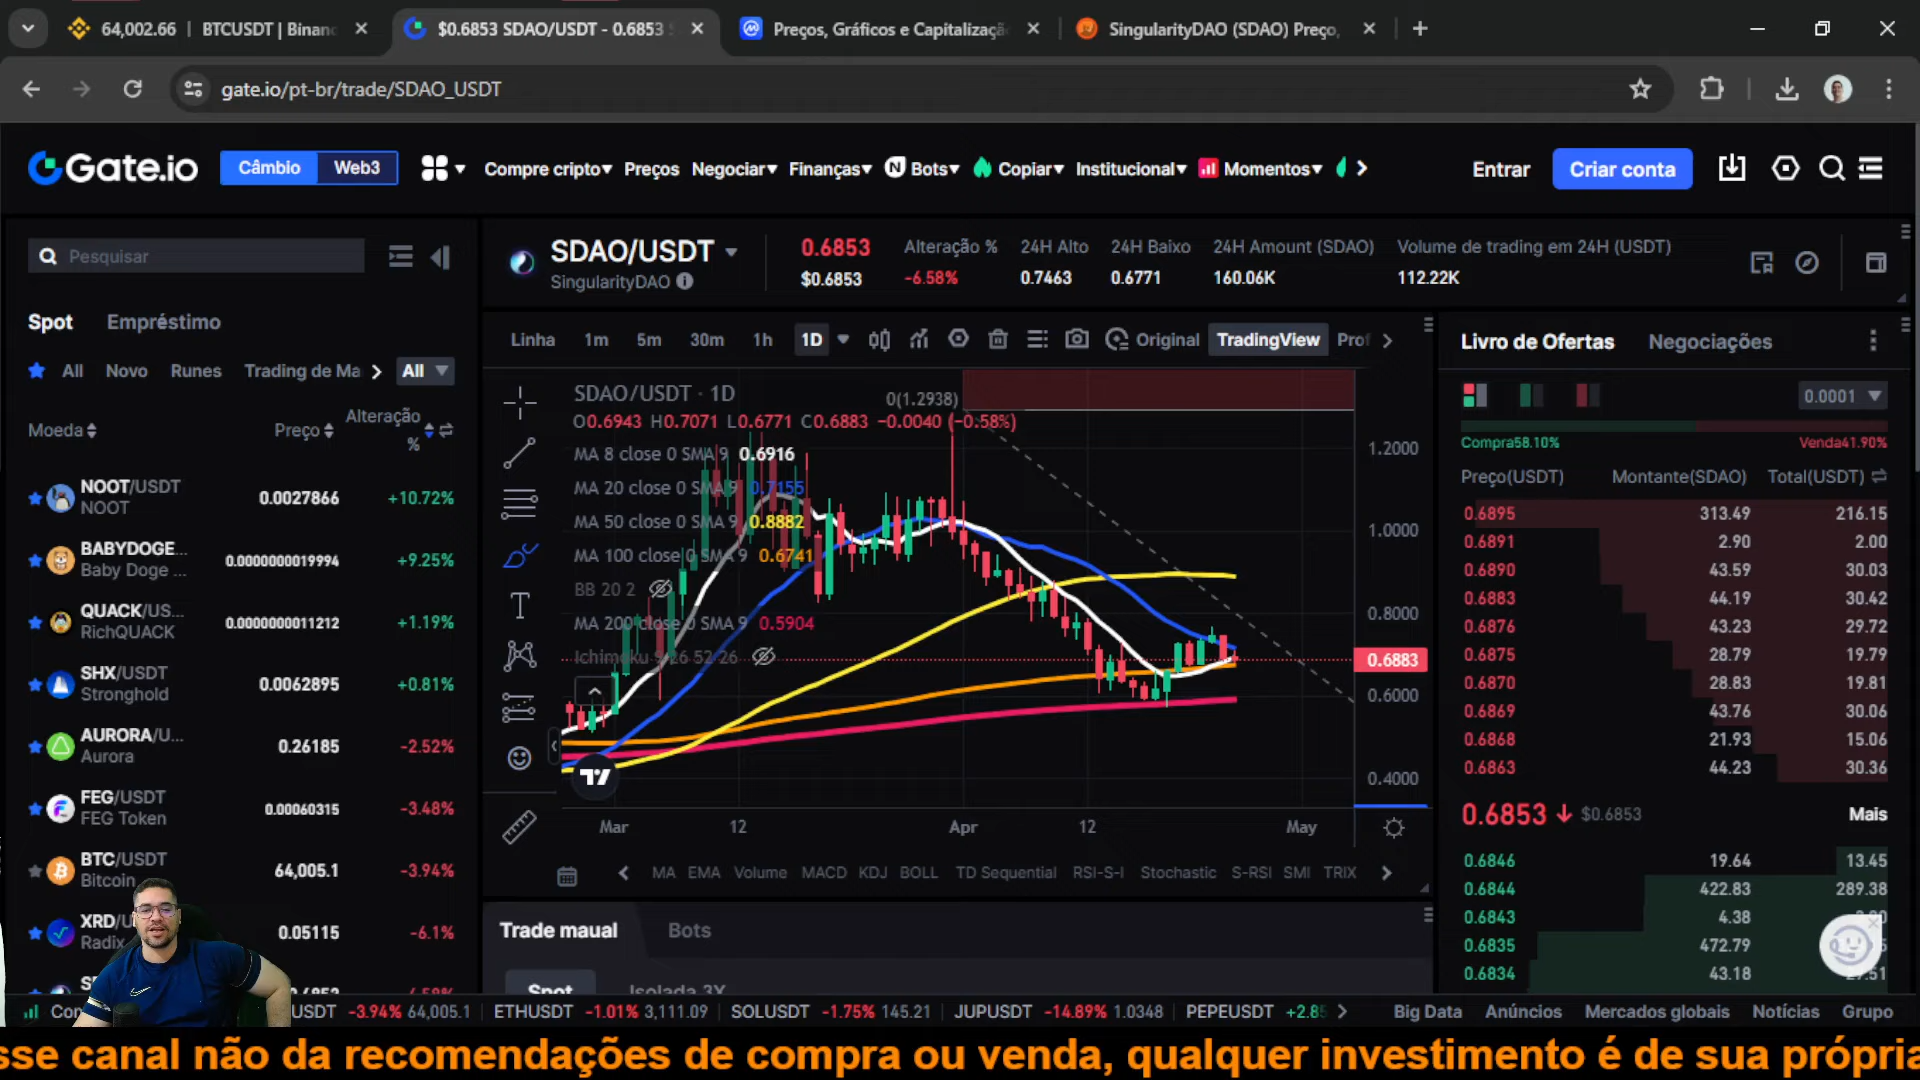 64,002.66 | BTCUSDT | Binanc
$0.6853 SDAO/USDT - 0.6853 S
Preços, Gráficos e Capitalização
SingularityDAO (SDAO) Preço,
gate.io/pt-br/trade/SDAO_USDT
Gate.io
Câmbio
Web3
Compre cripto
Preços
Negociar
Finanças
Bots
Copiar
Institucional
Momentos
Entrar
Criar conta
Pesquisar
SDAO/USDT
SingularityDAO
0.6853
$0.6853
Alteração %
-6.58%
24H Alto
0.7463
24H Baixo
0.6771
24H Amount (SDAO)
160.06K
Volume de trading em 24H (USDT)
112.22K
Spot
Empréstimo
All Novo Runes Trading de Ma All
Moeda Preço Alteração %
NOOT/USDT 0.0027866 +10.72%
NOOT
BABYDOGE... 0.0000000019994 +9.25%
Baby Doge ...
QUACK/US... 0.0000000011212 +1.19%
RichQUACK
SHX/USDT 0.0062895 +0.81%
Stronghold
AURORA/U... 0.26185 -2.52%
Aurora
FEG/USDT 0.00060315 -3.48%
FEG Token
BTC/USDT 64,005.1 -3.94%
Bitcoin
XRD/U 0.05115 -6.1%
Radix
Linha 1m 5m 30m 1h 1D Original TradingView Prof
SDAO/USDT · 1D
0(1.2938)
O0.6943 H0.7071 L0.6771 C0.6883 −0.0040 (−0.58%)
MA 8 close 0 SMA 9 0.6916
MA 20 close 0 SMA 9 0.7155
MA 50 close 0 SMA 9 0.8882
MA 100 close 0 SMA 9 0.6741
BB 20 2
MA 200 close 0 SMA 9 0.5904
Ichimoku 9 26 52 26
1.2000
1.0000
0.8000
0.6883
0.6000
0.4000
Mar 12 Apr 12 May
MA EMA Volume MACD KDJ BOLL TD Sequential RSI-S-I Stochastic S-RSI SMI TRIX
Trade maual
Bots
Spot
Isolada 3X
Livro de Ofertas
Negociações
0.0001
Compra58.10% Venda41.90%
Preço(USDT) Montante(SDAO) Total(USDT)
0.6895 313.49 216.15
0.6891 2.90 2.00
0.6890 43.59 30.03
0.6883 44.19 30.42
0.6876 43.23 29.72
0.6875 28.79 19.79
0.6870 28.83 19.81
0.6869 43.76 30.06
0.6868 21.93 15.06
0.6863 44.23 30.36
0.6853 $0.6853 Mais
0.6846 19.64 13.45
0.6844 422.83 289.38
0.6843 4.38
0.6835 472.79
0.6834 43.18
Con USDT -3.94% 64,005.1 ETHUSDT -1.01% 3,111.09 SOLUSDT -1.75% 145.21 JUPUSDT -14.89% 1.0348 PEPEUSDT +2.85
Big Data Anúncios Mercados globais Notícias Grupo
sse canal não da recomendações de compra ou venda, qualquer investimento é de sua própria